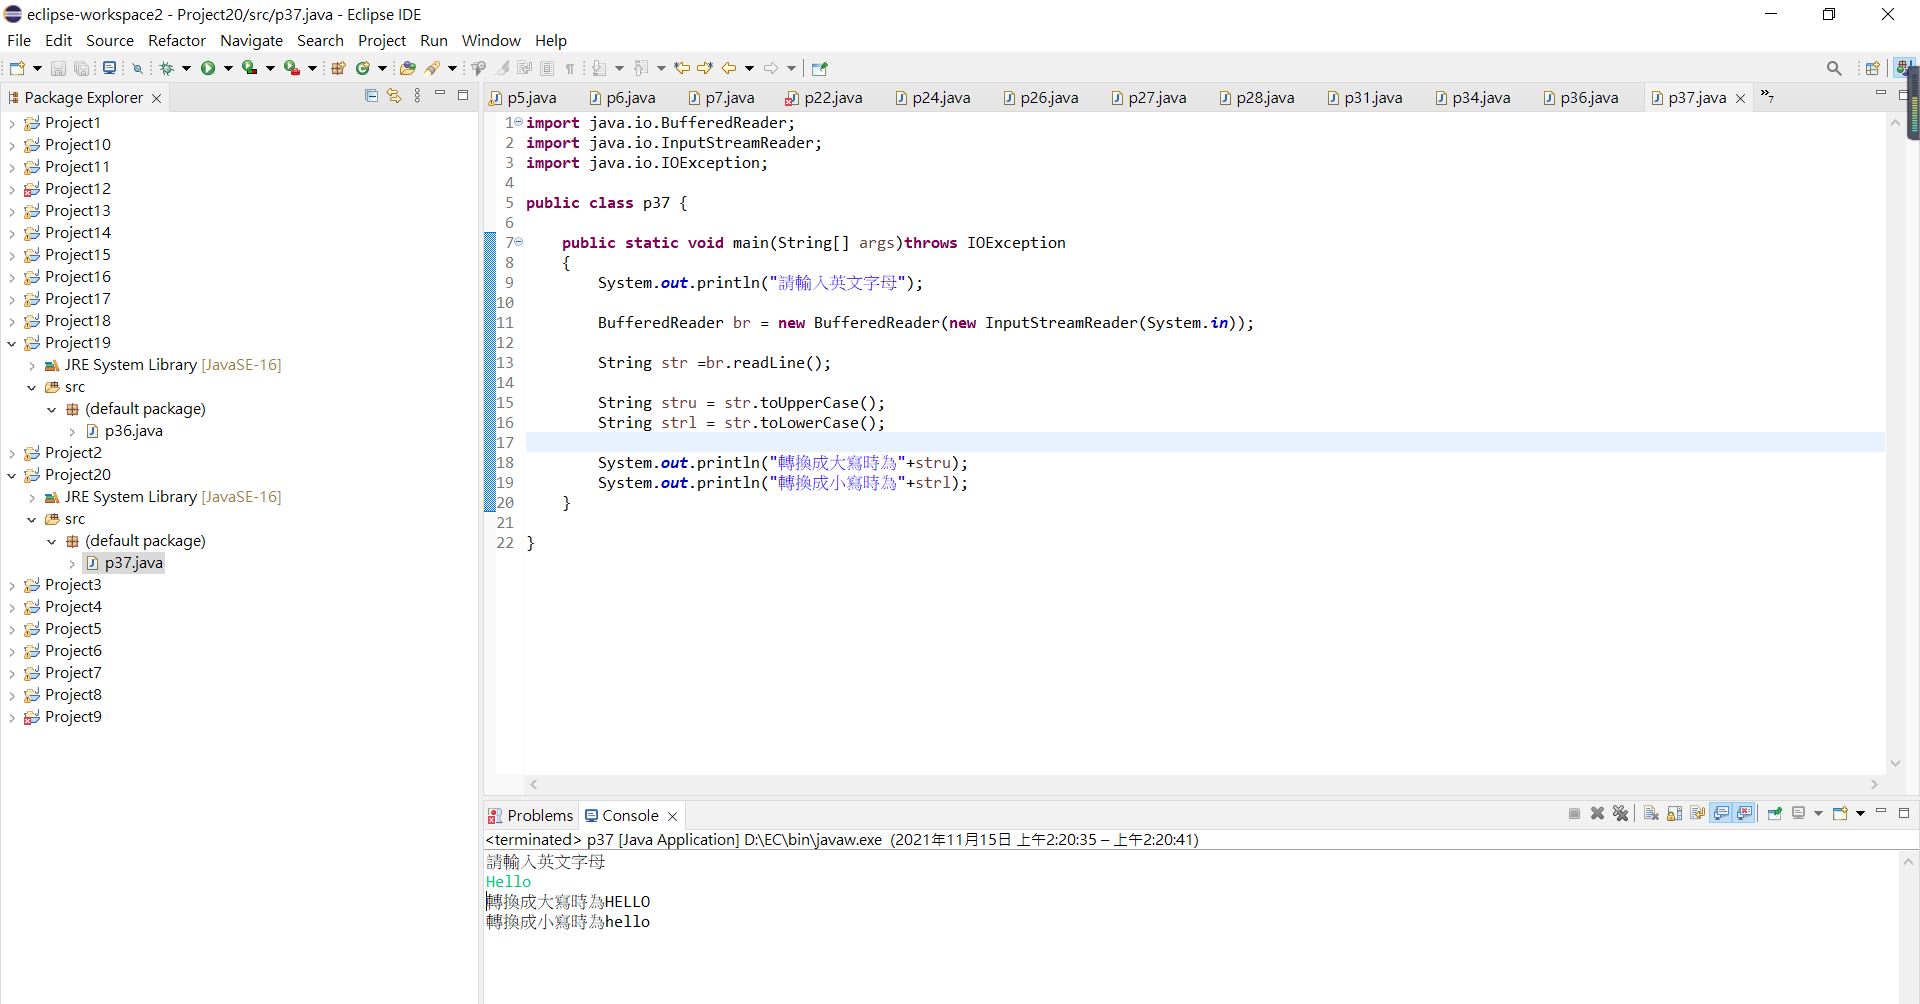 eclipse-workspace2 - Project20/src/p37.java - Eclipse IDE
File Edit Source Refactor Navigate Search Project Run Window Help
Package Explorer
Project1
Project10
Project11
Project12
Project13
Project14
Project15
Project16
Project17
Project18
Project19
JRE System Library [JavaSE-16]
src
(default package)
p36.java
Project2
Project20
JRE System Library [JavaSE-16]
src
(default package)
p37.java
Project3
Project4
Project5
Project6
Project7
Project8
Project9
p5.java p6.java p7.java p22.java p24.java p26.java p27.java p28.java p31.java p34.java p36.java p37.java »7
1 import java.io.BufferedReader;
2 import java.io.InputStreamReader;
3 import java.io.IOException;
4
5 public class p37 {
6
7 public static void main(String[] args)throws IOException
8 {
9 System.out.println("請輸入英文字母");
10
11 BufferedReader br = new BufferedReader(new InputStreamReader(System.in));
12
13 String str =br.readLine();
14
15 String stru = str.toUpperCase();
16 String strl = str.toLowerCase();
17
18 System.out.println("轉換成大寫時為"+stru);
19 System.out.println("轉換成小寫時為"+strl);
20 }
21
22 }
Problems Console
<terminated> p37 [Java Application] D:\EC\bin\javaw.exe (2021年11月15日 上午2:20:35 – 上午2:20:41)
請輸入英文字母
Hello
轉換成大寫時為HELLO
轉換成小寫時為hello